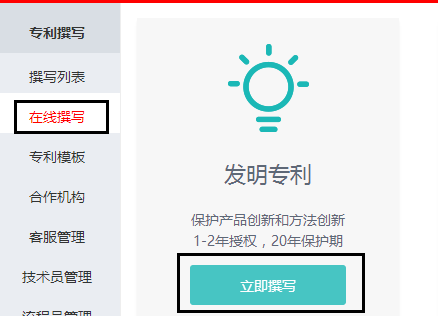 专利撰写
撰写列表
在线撰写
专利模板
合作机构
客服管理
技术员管理
流程员管理
发明专利
保护产品创新和方法创新
1-2年授权，20年保护期
立即撰写